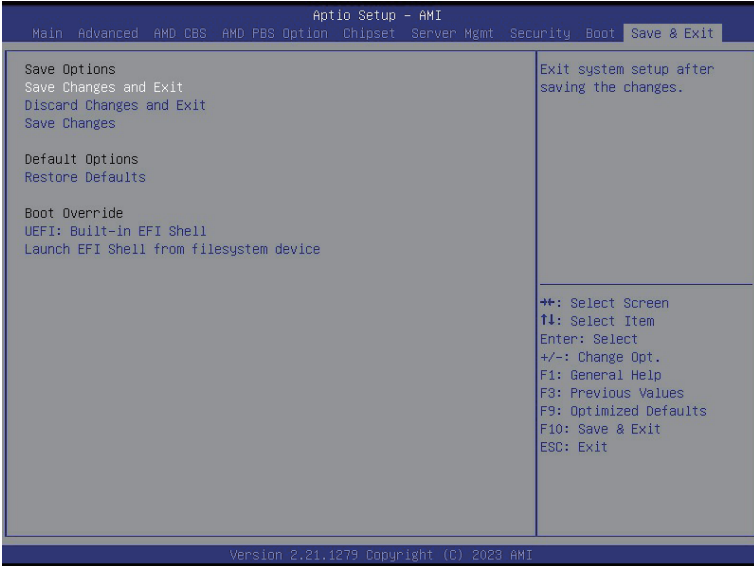 Aptio Setup - AMI
Main Advanced AMD CBS AMD PBS Option Chipset Server Mgmt Security Boot Save & Exit
Save Options
Save Changes and Exit
Discard Changes and Exit
Save Changes
Default Options
Restore Defaults
Boot Override
UEFI: Built-in EFI Shell
Launch EFI Shell from filesystem device
Exit system setup after
saving the changes.
→←: Select Screen
↑↓: Select Item
Enter: Select
+/-: Change Opt.
F1: General Help
F3: Previous Values
F9: Optimized Defaults
F10: Save & Exit
ESC: Exit
Version 2.21.1279 Copyright (C) 2023 AMI